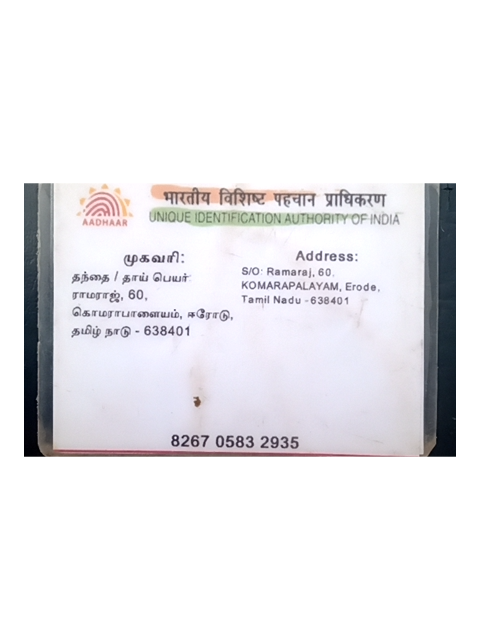 भारतीय विशिष्ट पहचान प्राधिकरण
AADHAAR
UNIQUE IDENTIFICATION AUTHORITY OF INDIA
முகவரி:
தந்தை / தாய் பெயர்:
ராமராஜ், 60,
கொமராபாளையம், ஈரோடு,
தமிழ் நாடு - 638401
Address:
S/O: Ramaraj, 60,
KOMARAPALAYAM, Erode,
Tamil Nadu - 638401
8267 0583 2935